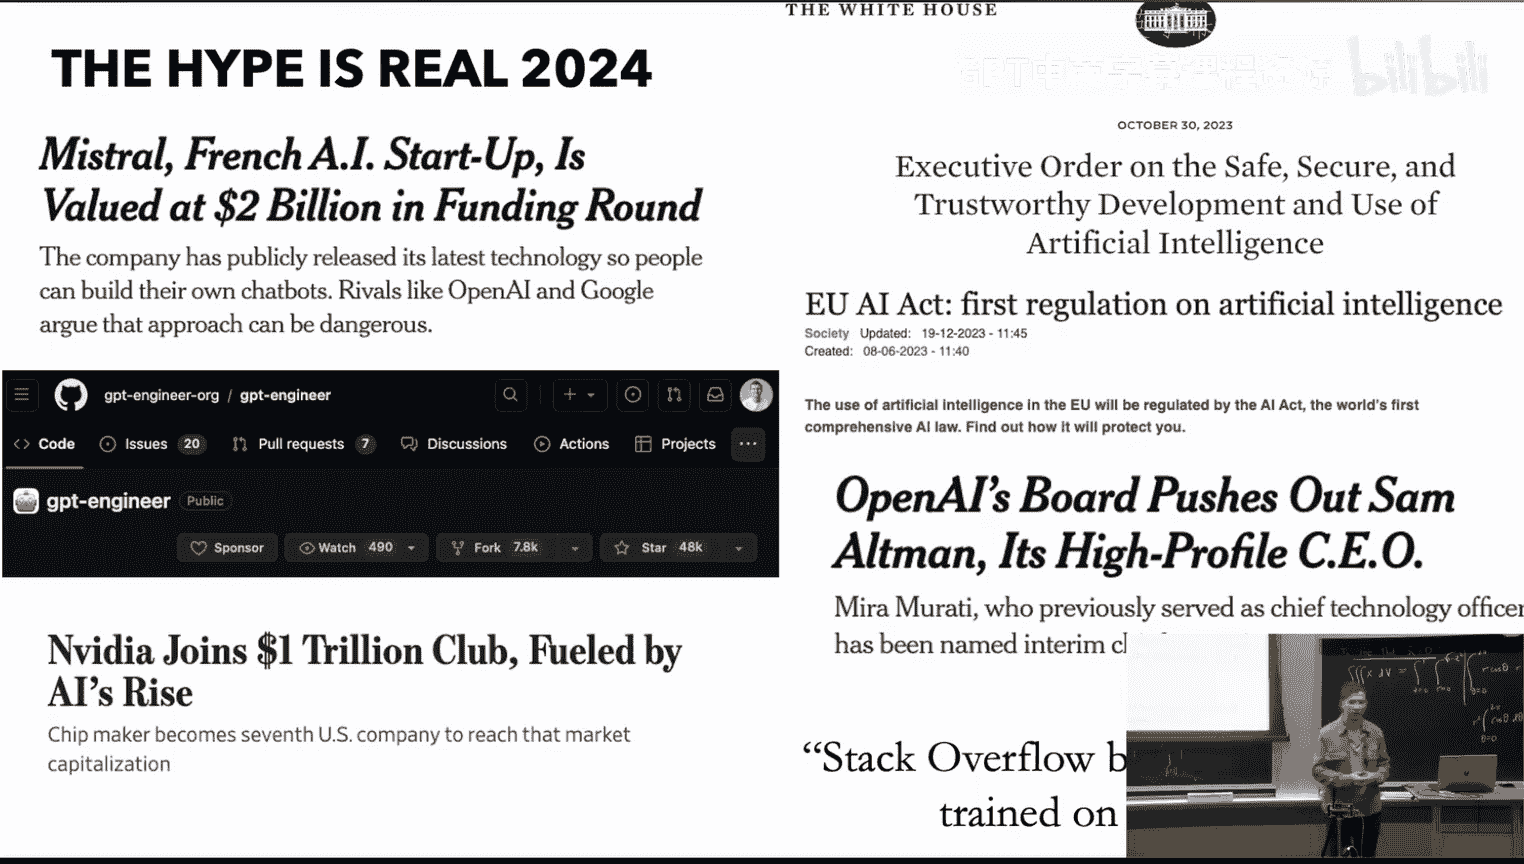 THE HYPE IS REAL 2024
Mistral, French A.I. Start-Up, Is
Valued at $2 Billion in Funding Round
The company has publicly released its latest technology so people
can build their own chatbots. Rivals like OpenAI and Google
argue that approach can be dangerous.
gpt-engineer-org / gpt-engineer
Code Issues 20 Pull requests 7 Discussions Actions Projects
gpt-engineer Public
Sponsor Watch 490 Fork 7.8k Star 48k
Nvidia Joins $1 Trillion Club, Fueled by
AI's Rise
Chip maker becomes seventh U.S. company to reach that market
capitalization
THE WHITE HOUSE
bilibili
OCTOBER 30, 2023
Executive Order on the Safe, Secure, and
Trustworthy Development and Use of
Artificial Intelligence
EU AI Act: first regulation on artificial intelligence
Society Updated: 19-12-2023 - 11:45
Created: 08-06-2023 - 11:40
The use of artificial intelligence in the EU will be regulated by the AI Act, the world's first
comprehensive AI law. Find out how it will protect you.
OpenAI's Board Pushes Out Sam
Altman, Its High-Profile C.E.O.
Mira Murati, who previously served as chief technology officer
has been named interim
“Stack Overflow b
trained on